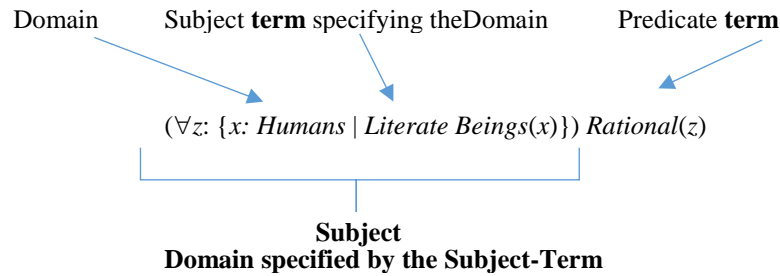 Domain Subject term specifying theDomain Predicate term
(∀z: {x: Humans | Literate Beings(x)}) Rational(z)
Subject
Domain specified by the Subject-Term